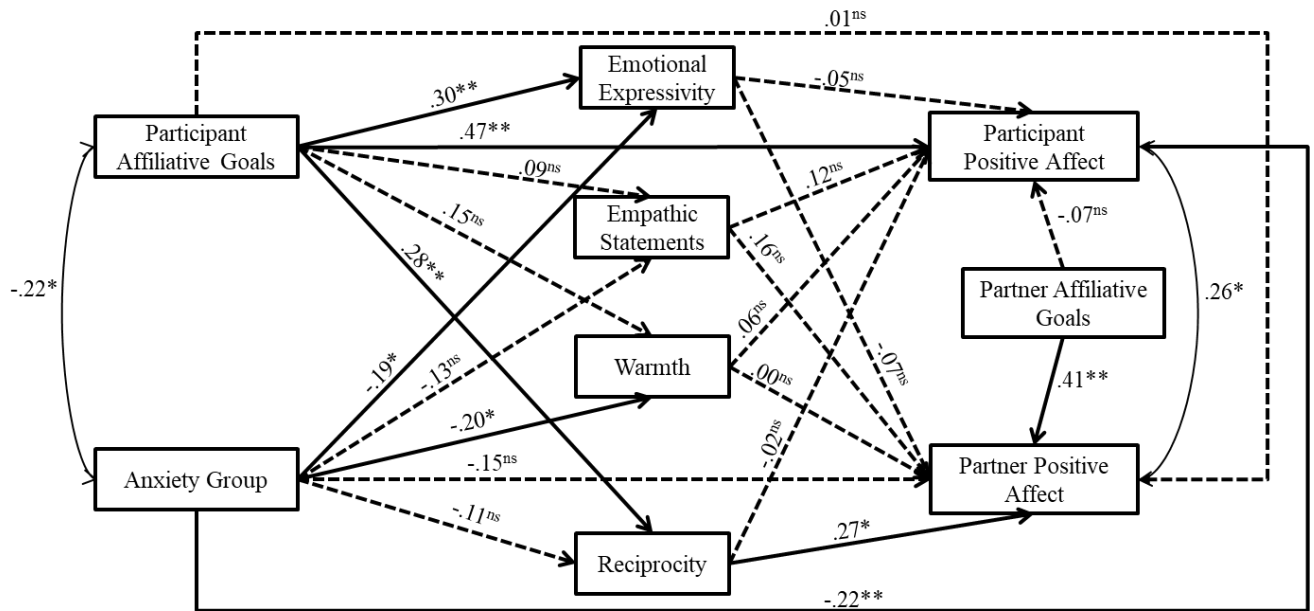 .01ns
Emotional
Expressivity
-.05ns
.30**
Participant
Affiliative Goals
.47**
Participant
Positive Affect
.09ns
.12ns
Empathic
Statements
.15ns
-.07ns
.28**
.16ns
-.22*
Partner Affiliative
Goals
.26*
.06ns
Warmth
-.19*
-.13ns
.00ns
-.07ns
.41**
-.20*
-.02ns
Anxiety Group
-.15ns
Partner Positive
Affect
-.11ns
Reciprocity
.27*
-.22**